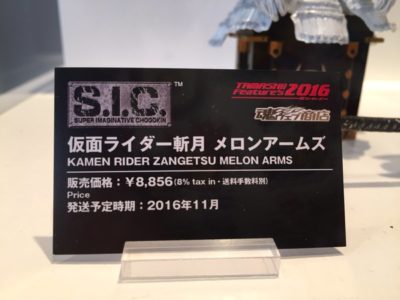 S.I.C.™
SUPER IMAGINATIVE CHOGOKIN
TAMASHII Features 2016
魂ウェブ商店
仮面ライダー斬月 メロンアームズ
KAMEN RIDER ZANGETSU MELON ARMS
販売価格：¥8,856(8% tax in・送料手数料別)
Price
発送予定時期：2016年11月